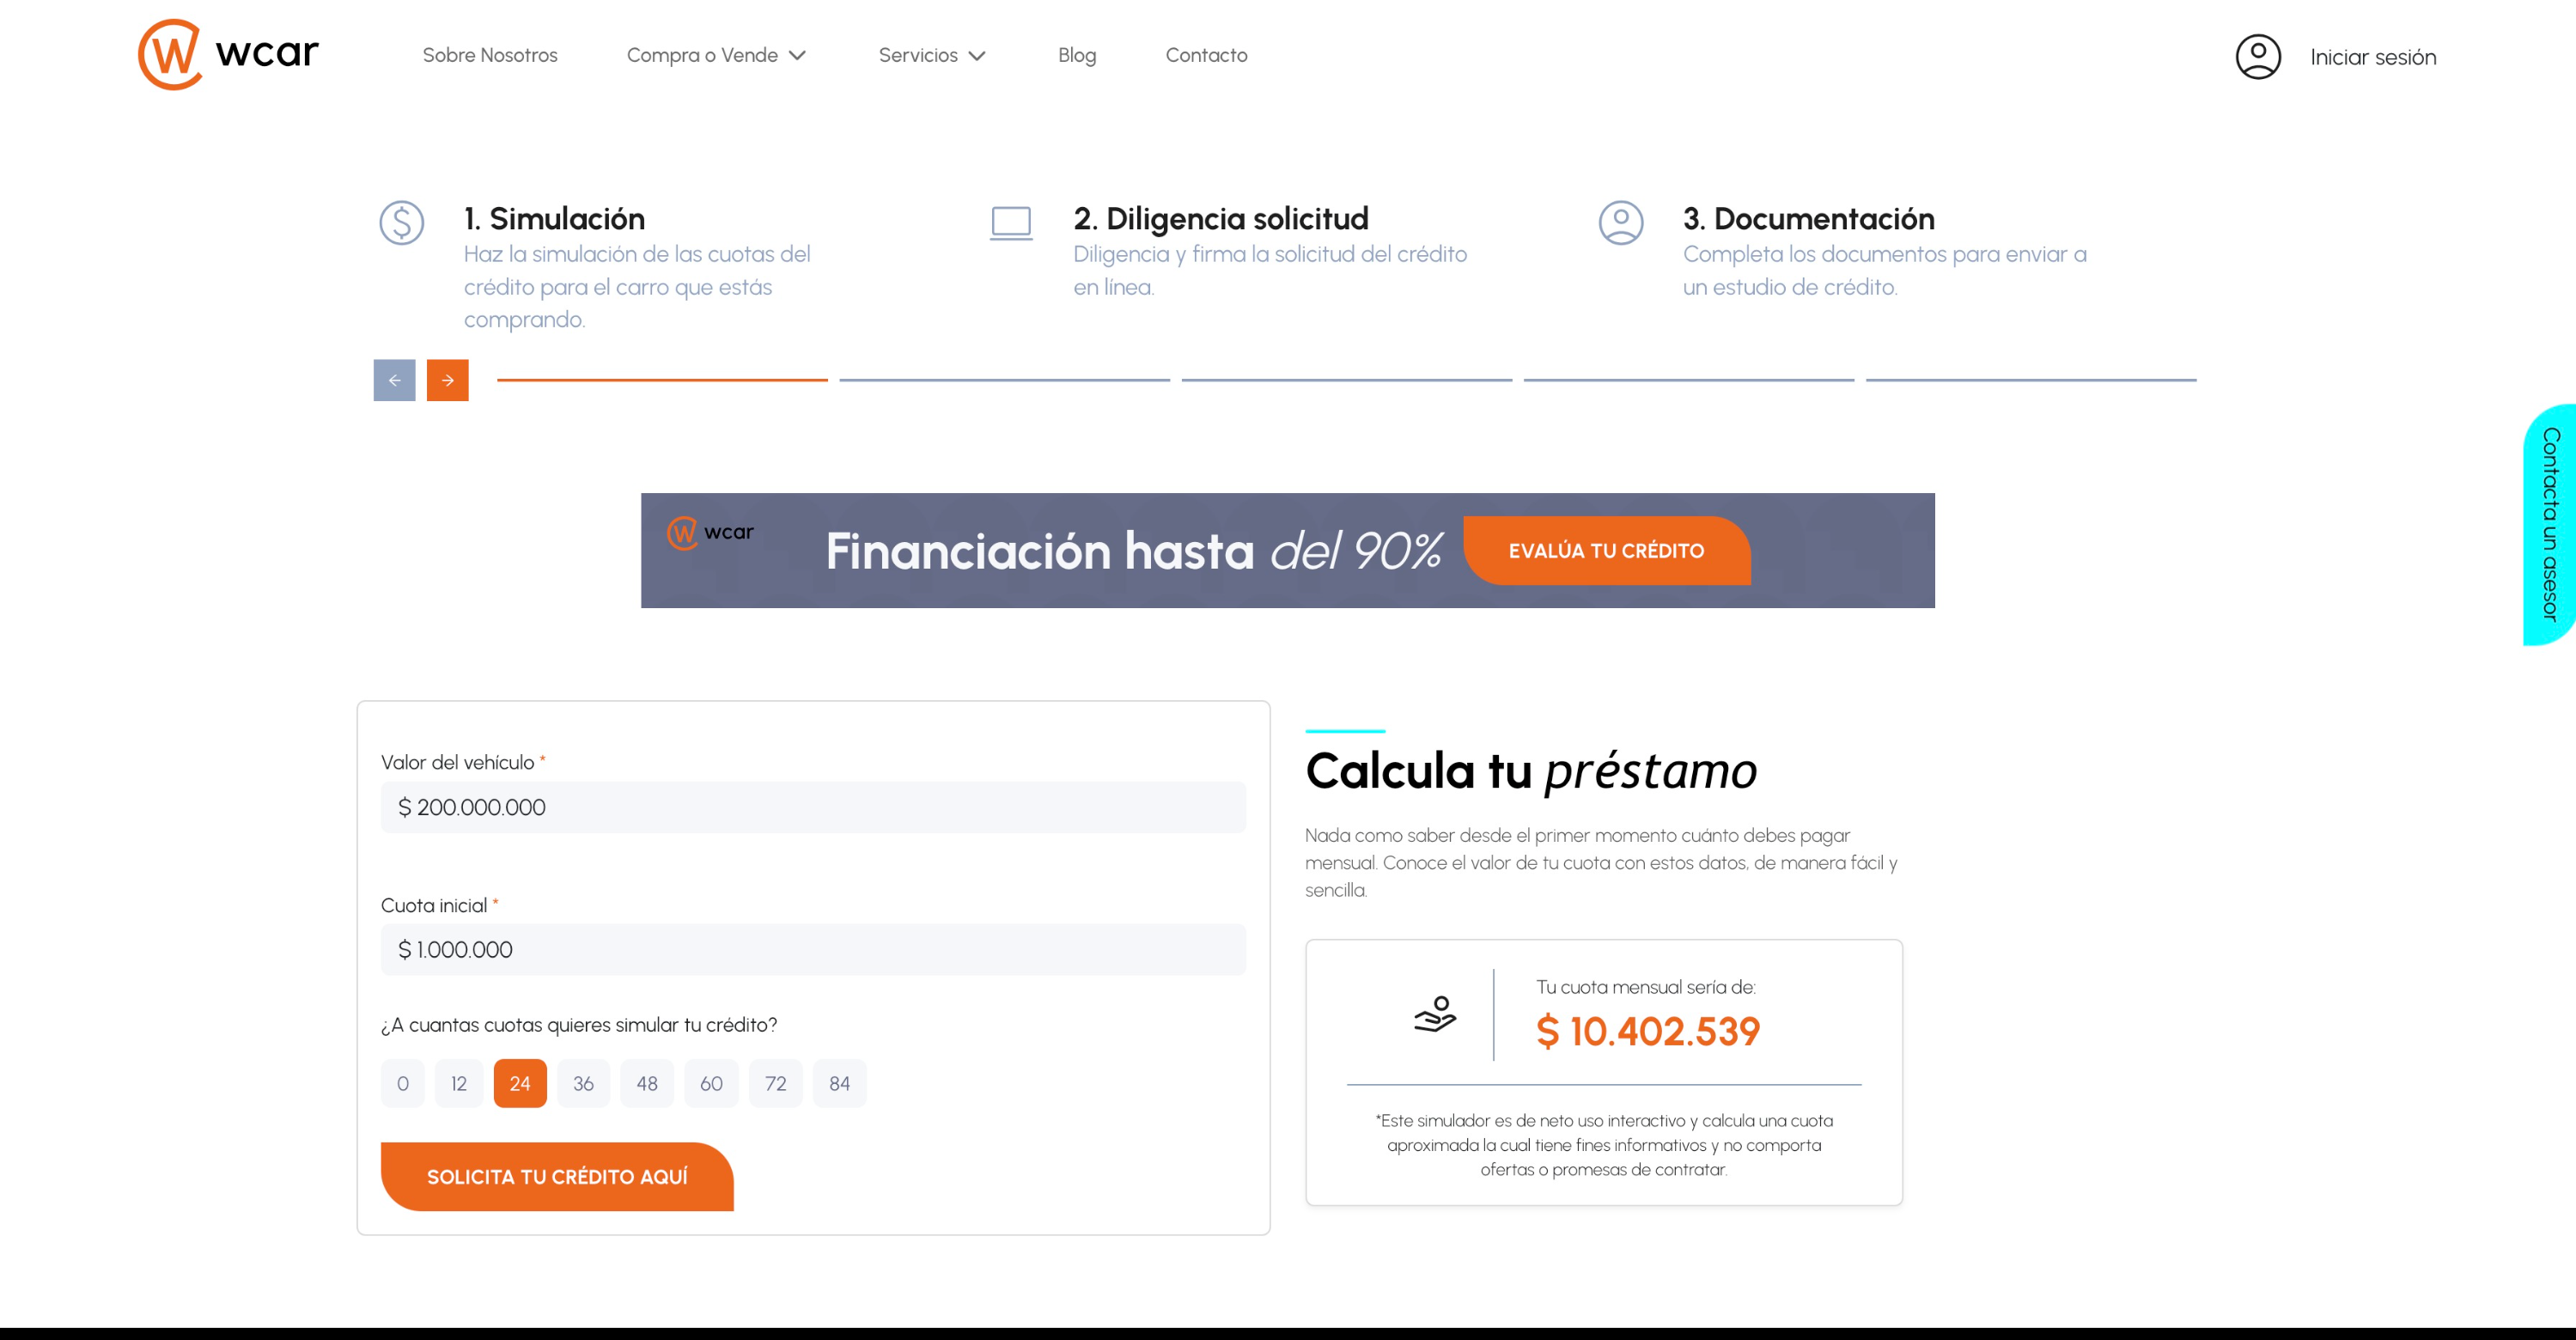 wcar
Sobre Nosotros
Compra o Vende
Servicios
Blog
Contacto
Iniciar sesión
1. Simulación
Haz la simulación de las cuotas del
crédito para el carro que estás
comprando.
2. Diligencia solicitud
Diligencia y firma la solicitud del crédito
en línea.
3. Documentación
Completa los documentos para enviar a
un estudio de crédito.
Contacta un asesor
wcar
Financiación hasta del 90%
EVALÚA TU CRÉDITO
Valor del vehículo *
$ 200.000.000
Cuota inicial *
$ 1.000.000
¿A cuantas cuotas quieres simular tu crédito?
0 12 24 36 48 60 72 84
SOLICITA TU CRÉDITO AQUÍ
Calcula tu préstamo
Nada como saber desde el primer momento cuánto debes pagar
mensual. Conoce el valor de tu cuota con estos datos, de manera fácil y
sencilla.
Tu cuota mensual sería de:
$ 10.402.539
*Este simulador es de neto uso interactivo y calcula una cuota
aproximada la cual tiene fines informativos y no comporta
ofertas o promesas de contratar.